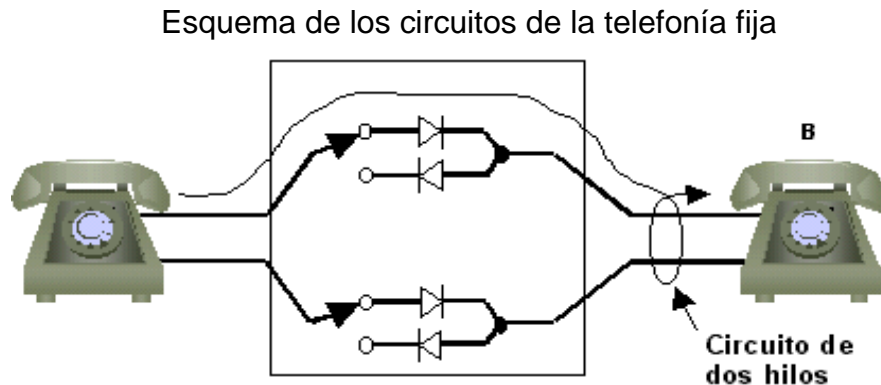 Esquema de los circuitos de la telefonía fija
B
Circuito de
dos hilos